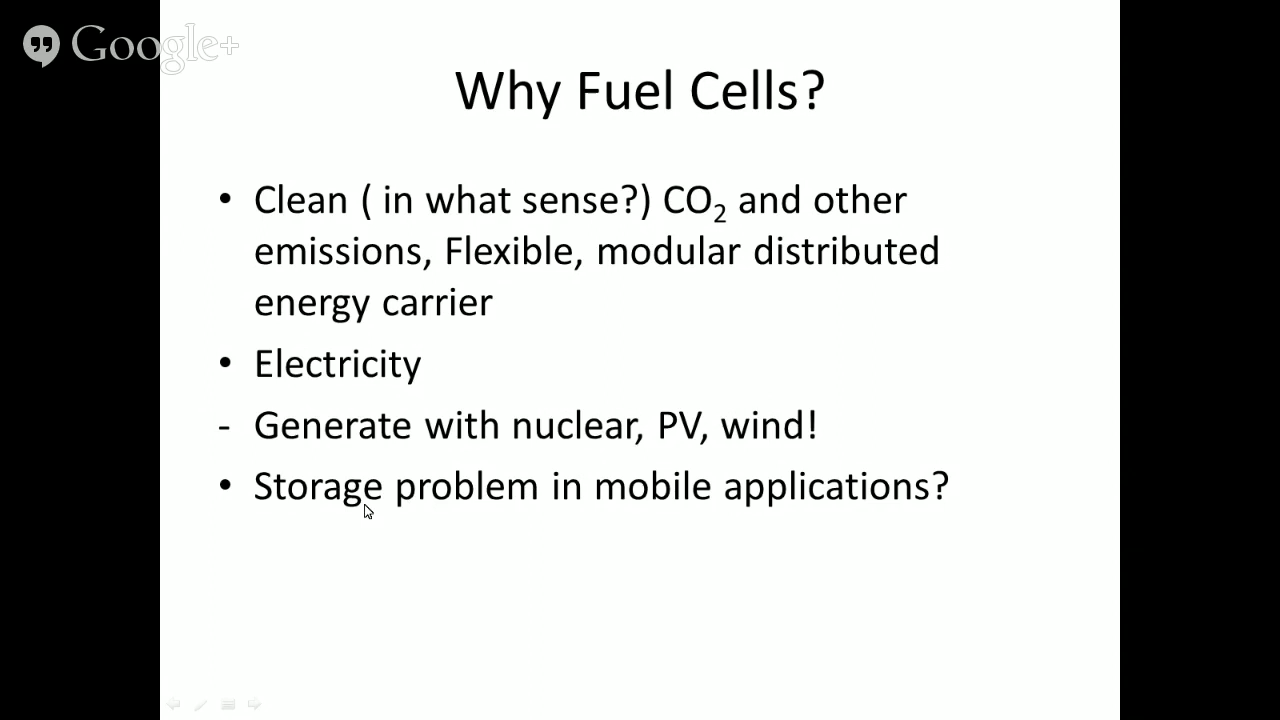 Google+
Why Fuel Cells?
• Clean ( in what sense?) CO₂ and other
emissions, Flexible, modular distributed
energy carrier
• Electricity
- Generate with nuclear, PV, wind!
• Storage problem in mobile applications?